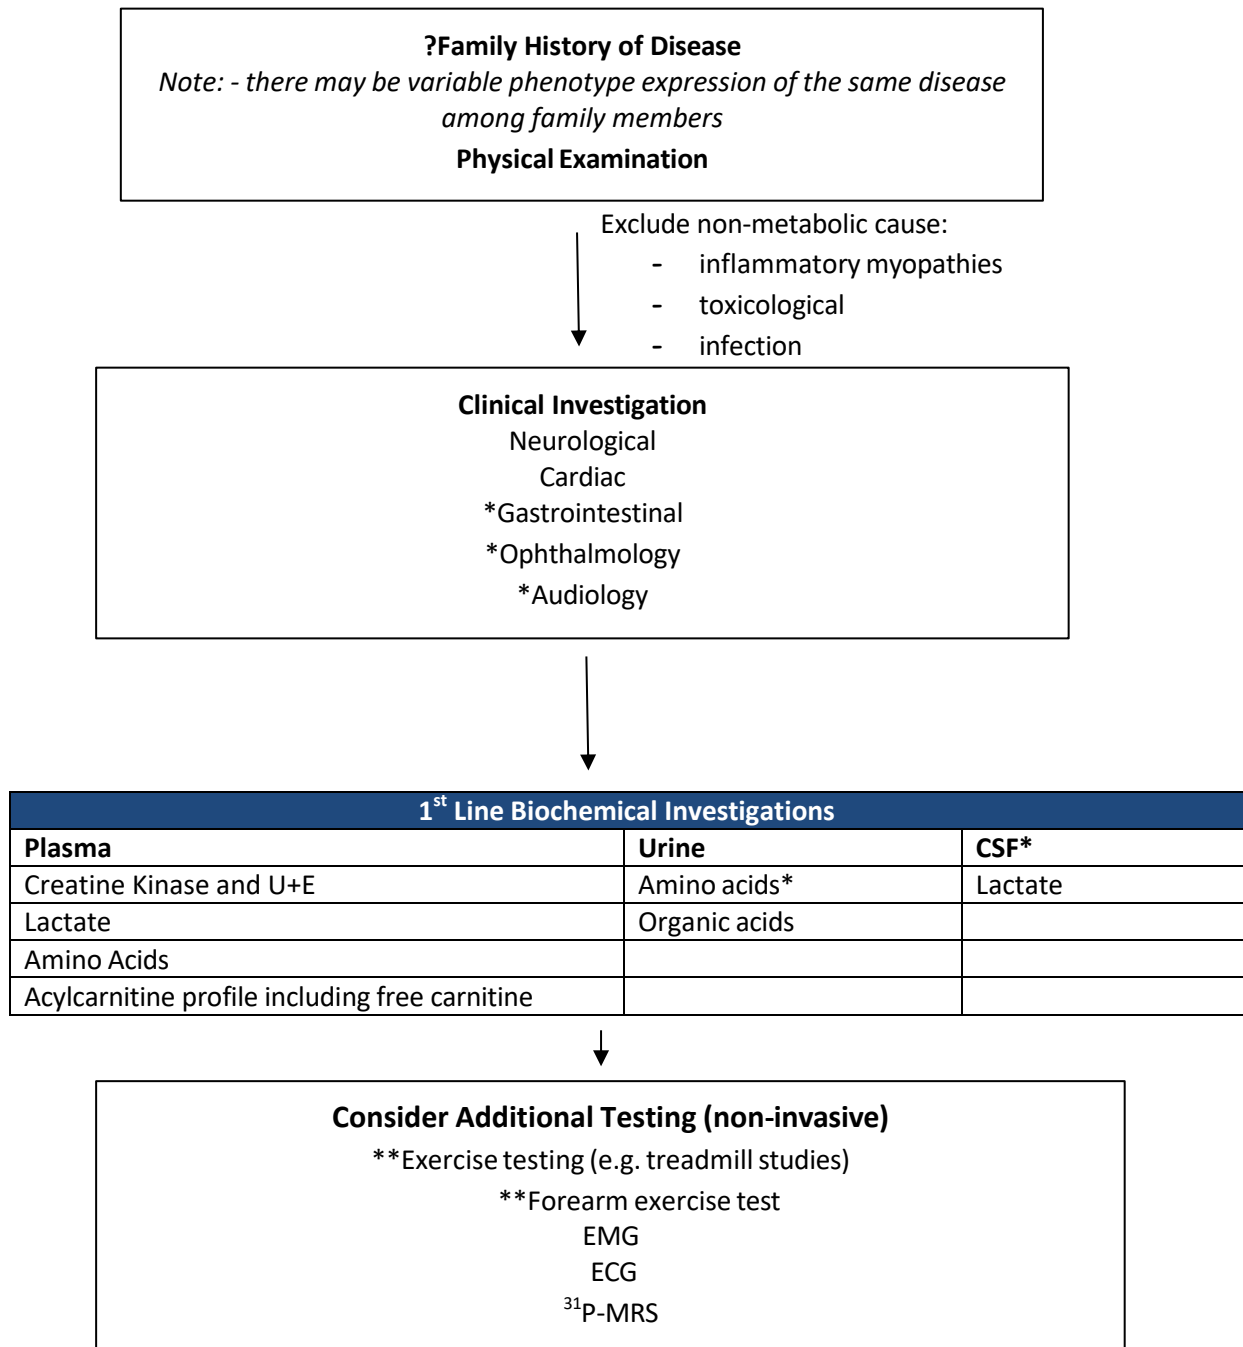 ?Family History of Disease
Note: - there may be variable phenotype expression of the same disease
among family members
Physical Examination
Exclude non-metabolic cause:
- inflammatory myopathies
- toxicological
- infection
Clinical Investigation
Neurological
Cardiac
*Gastrointestinal
*Ophthalmology
*Audiology
1st Line Biochemical Investigations
Plasma Urine CSF*
Creatine Kinase and U+E Amino acids* Lactate
Lactate Organic acids
Amino Acids
Acylcarnitine profile including free carnitine
Consider Additional Testing (non-invasive)
**Exercise testing (e.g. treadmill studies)
**Forearm exercise test
EMG
ECG
31P-MRS